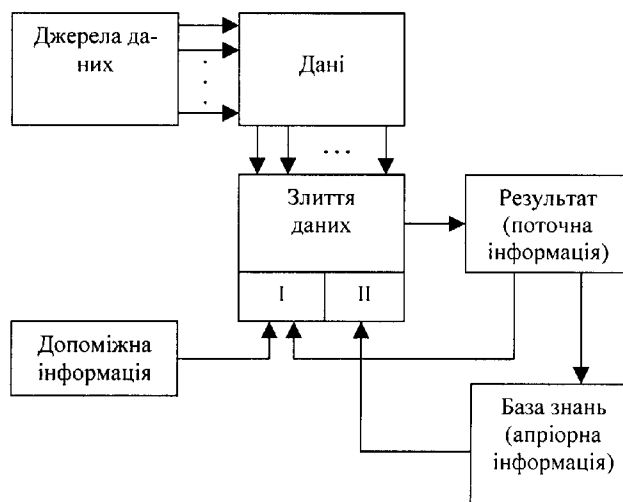 Джерела да-
них
Дані
Злиття
даних
I
II
Результат
(поточна
інформація)
Допоміжна
інформація
База знань
(апріорна
інформація)